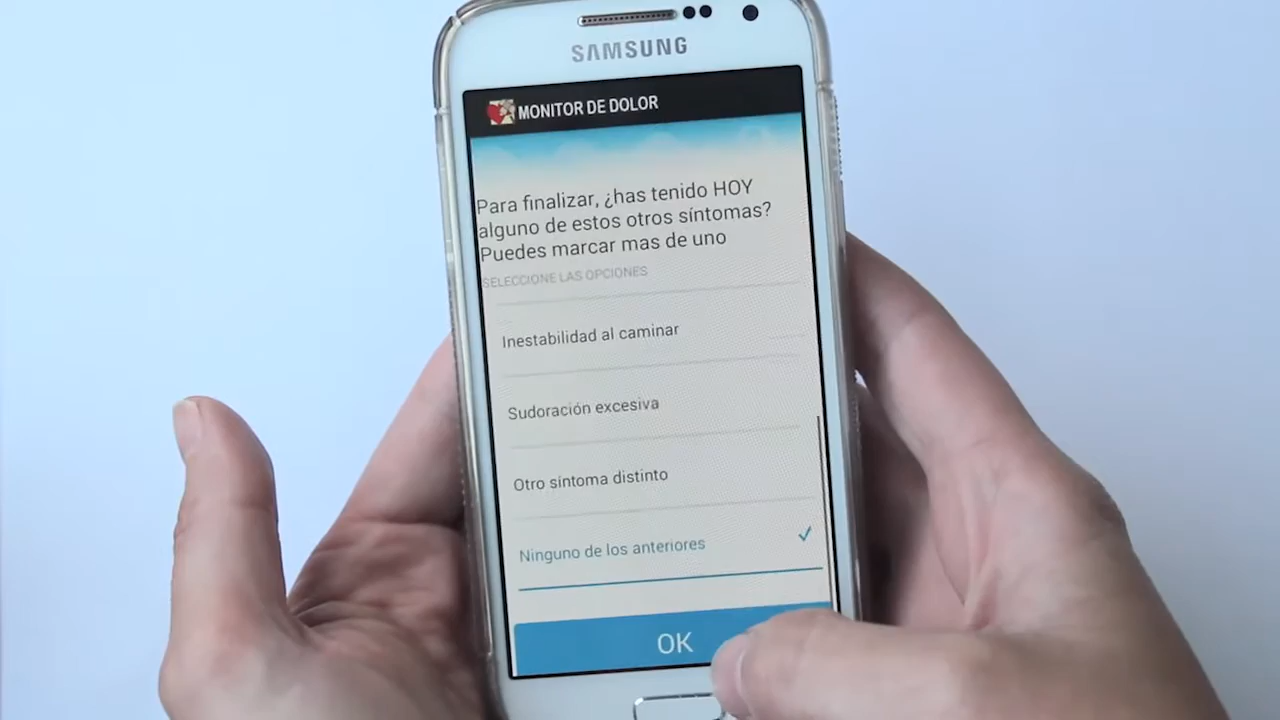 SAMSUNG
MONITOR DE DOLOR
Para finalizar, ¿has tenido HOY
alguno de estos otros síntomas?
Puedes marcar mas de uno
SELECCIONE LAS OPCIONES
Inestabilidad al caminar
Sudoración excesiva
Otro síntoma distinto
Ninguno de los anteriores
OK